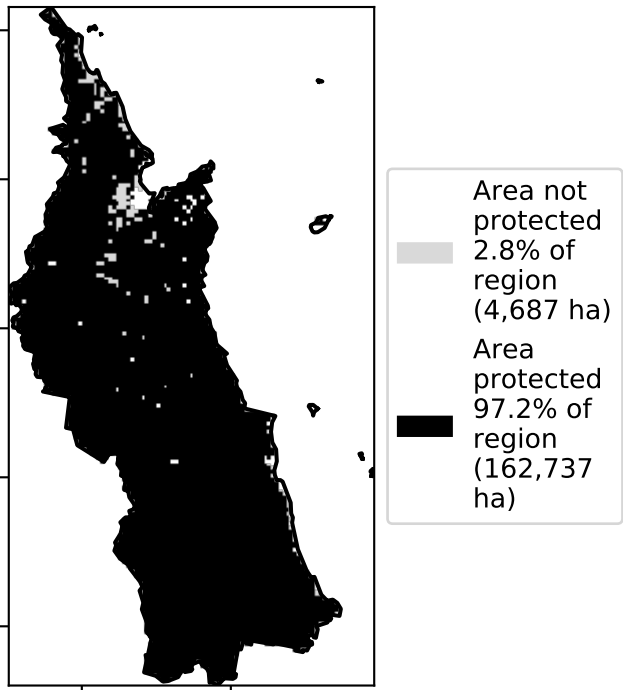 Area not
protected
2.8% of
region
(4,687 ha)
Area
protected
97.2% of
region
(162,737
ha)